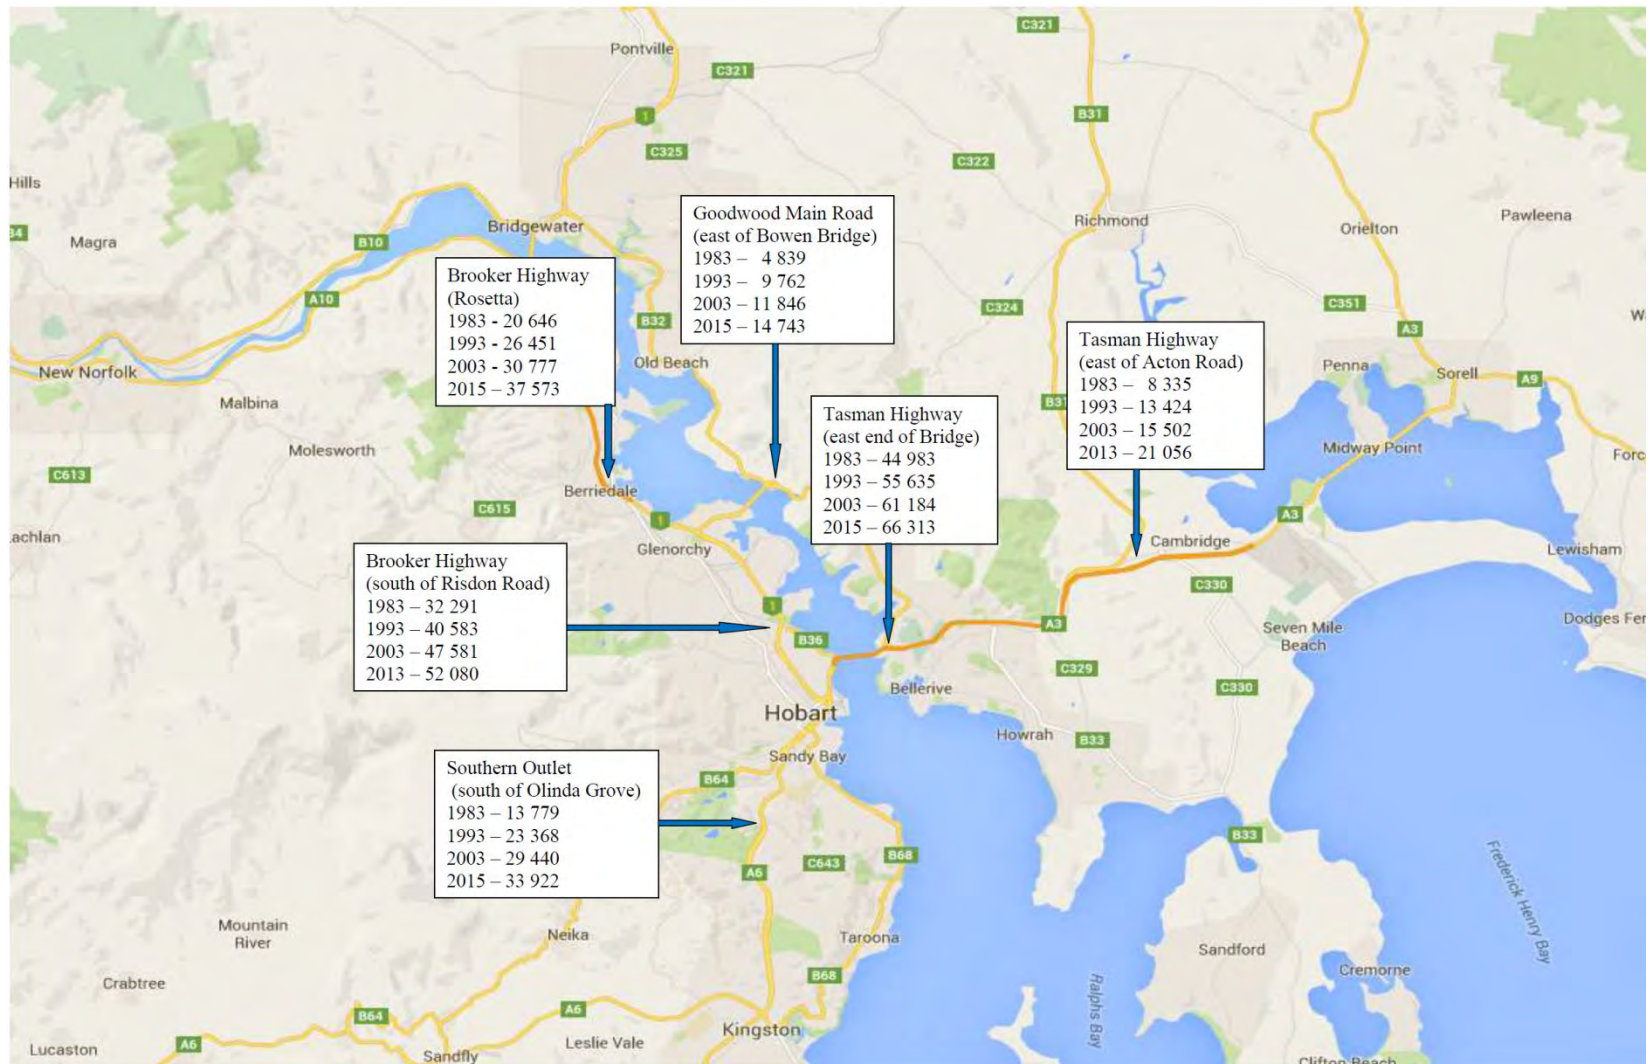 C321
C321
Pontville
C321
1
B31
C325
C322
Hills
Magra
B10
Bridgewater
Richmond
Orielton
Pawleena
A10
B32
C324
C351
A3
New Norfolk
Malbina
Old Beach
Penna
Sorell
A9
Molesworth
Midway Point
C613
C615
Berriedale
1
Glenorchy
A3
Cambridge
C330
Lewisham
1
B36
A3
C329
Seven Mile
Beach
C330
Bellerive
Hobart
Howrah
B33
Sandy Bay
B64
B33
C643
B68
A6
Mountain
River
Neika
Taroona
Sandford
Frederick Henry Bay
Crabtree
B68
Cremorne
Ralphs Bay
B64
A6
Kingston
Leslie Vale
A6
Lucaston
Sandfly
Clifton Beach
Goodwood Main Road
(east of Bowen Bridge)
1983 – 4 839
1993 – 9 762
2003 – 11 846
2015 – 14 743
Brooker Highway
(Rosetta)
1983 - 20 646
1993 - 26 451
2003 - 30 777
2015 – 37 573
Tasman Highway
(east of Acton Road)
1983 – 8 335
1993 – 13 424
2003 – 15 502
2013 – 21 056
Tasman Highway
(east end of Bridge)
1983 – 44 983
1993 – 55 635
2003 – 61 184
2015 – 66 313
Brooker Highway
(south of Risdon Road)
1983 – 32 291
1993 – 40 583
2003 – 47 581
2013 – 52 080
Southern Outlet
(south of Olinda Grove)
1983 – 13 779
1993 – 23 368
2003 – 29 440
2015 – 33 922